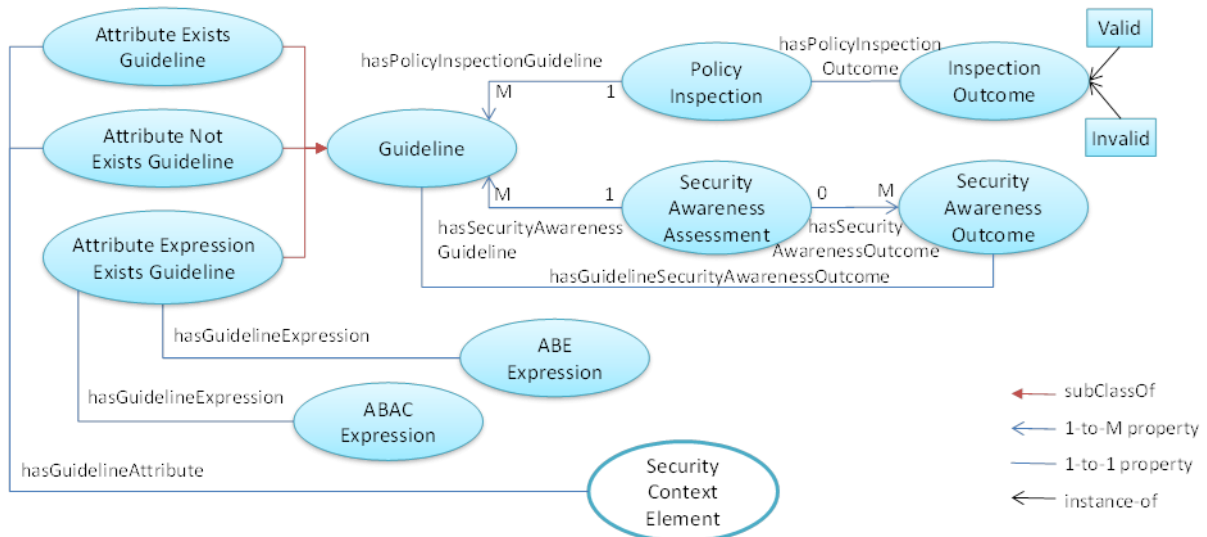 Attribute Exists
Guideline
Attribute Not
Exists Guideline
Attribute Expression
Exists Guideline
Guideline
hasPolicyInspectionGuideline
M
1
Policy
Inspection
hasPolicyInspection
Outcome
Inspection
Outcome
Valid
Invalid
M
1
hasSecurityAwareness
Guideline
Security
Awareness
Assessment
0
M
hasSecurity
AwarenessOutcome
Security
Awareness
Outcome
hasGuidelineSecurityAwarenessOutcome
hasGuidelineExpression
ABE
Expression
hasGuidelineExpression
ABAC
Expression
hasGuidelineAttribute
Security
Context
Element
subClassOf
1-to-M property
1-to-1 property
instance-of